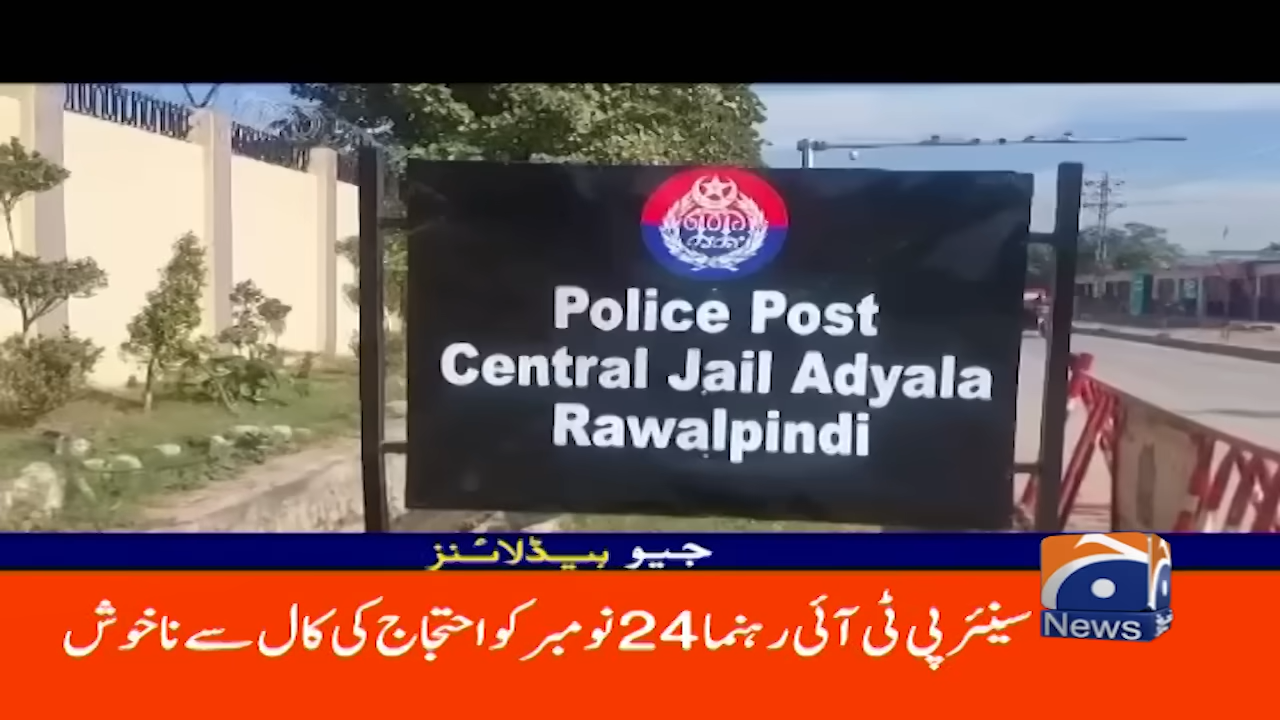 Police Post
Central Jail Adyala
Rawalpindi
جیو ہیڈلائنز
سینئر پی ٹی آئی رہنما 24 نومبر کو احتجاج کی کال سے ناخوش
News